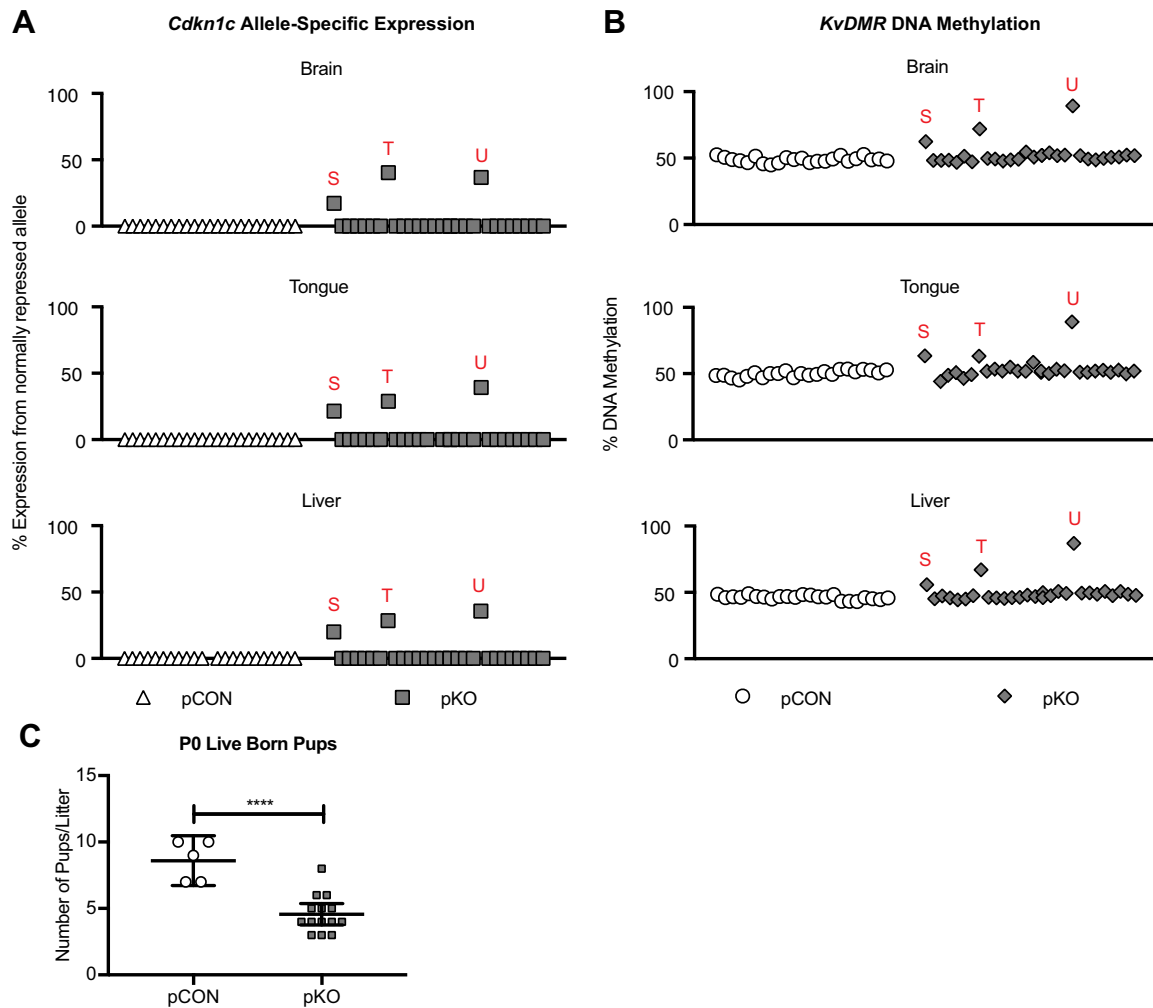 A
Cdkn1c Allele-Specific Expression
% Expression from normally repressed allele
Brain
100
50
0
S
T
U
Tongue
100
50
0
S
T
U
Liver
100
50
0
S
T
U
pCON
pKO
B
KvDMR DNA Methylation
% DNA Methylation
Brain
100
50
0
S
T
U
Tongue
100
50
0
S
T
U
Liver
100
50
0
S
T
U
pCON
pKO
C
P0 Live Born Pups
Number of Pups/Litter
15
10
5
0
****
pCON
pKO